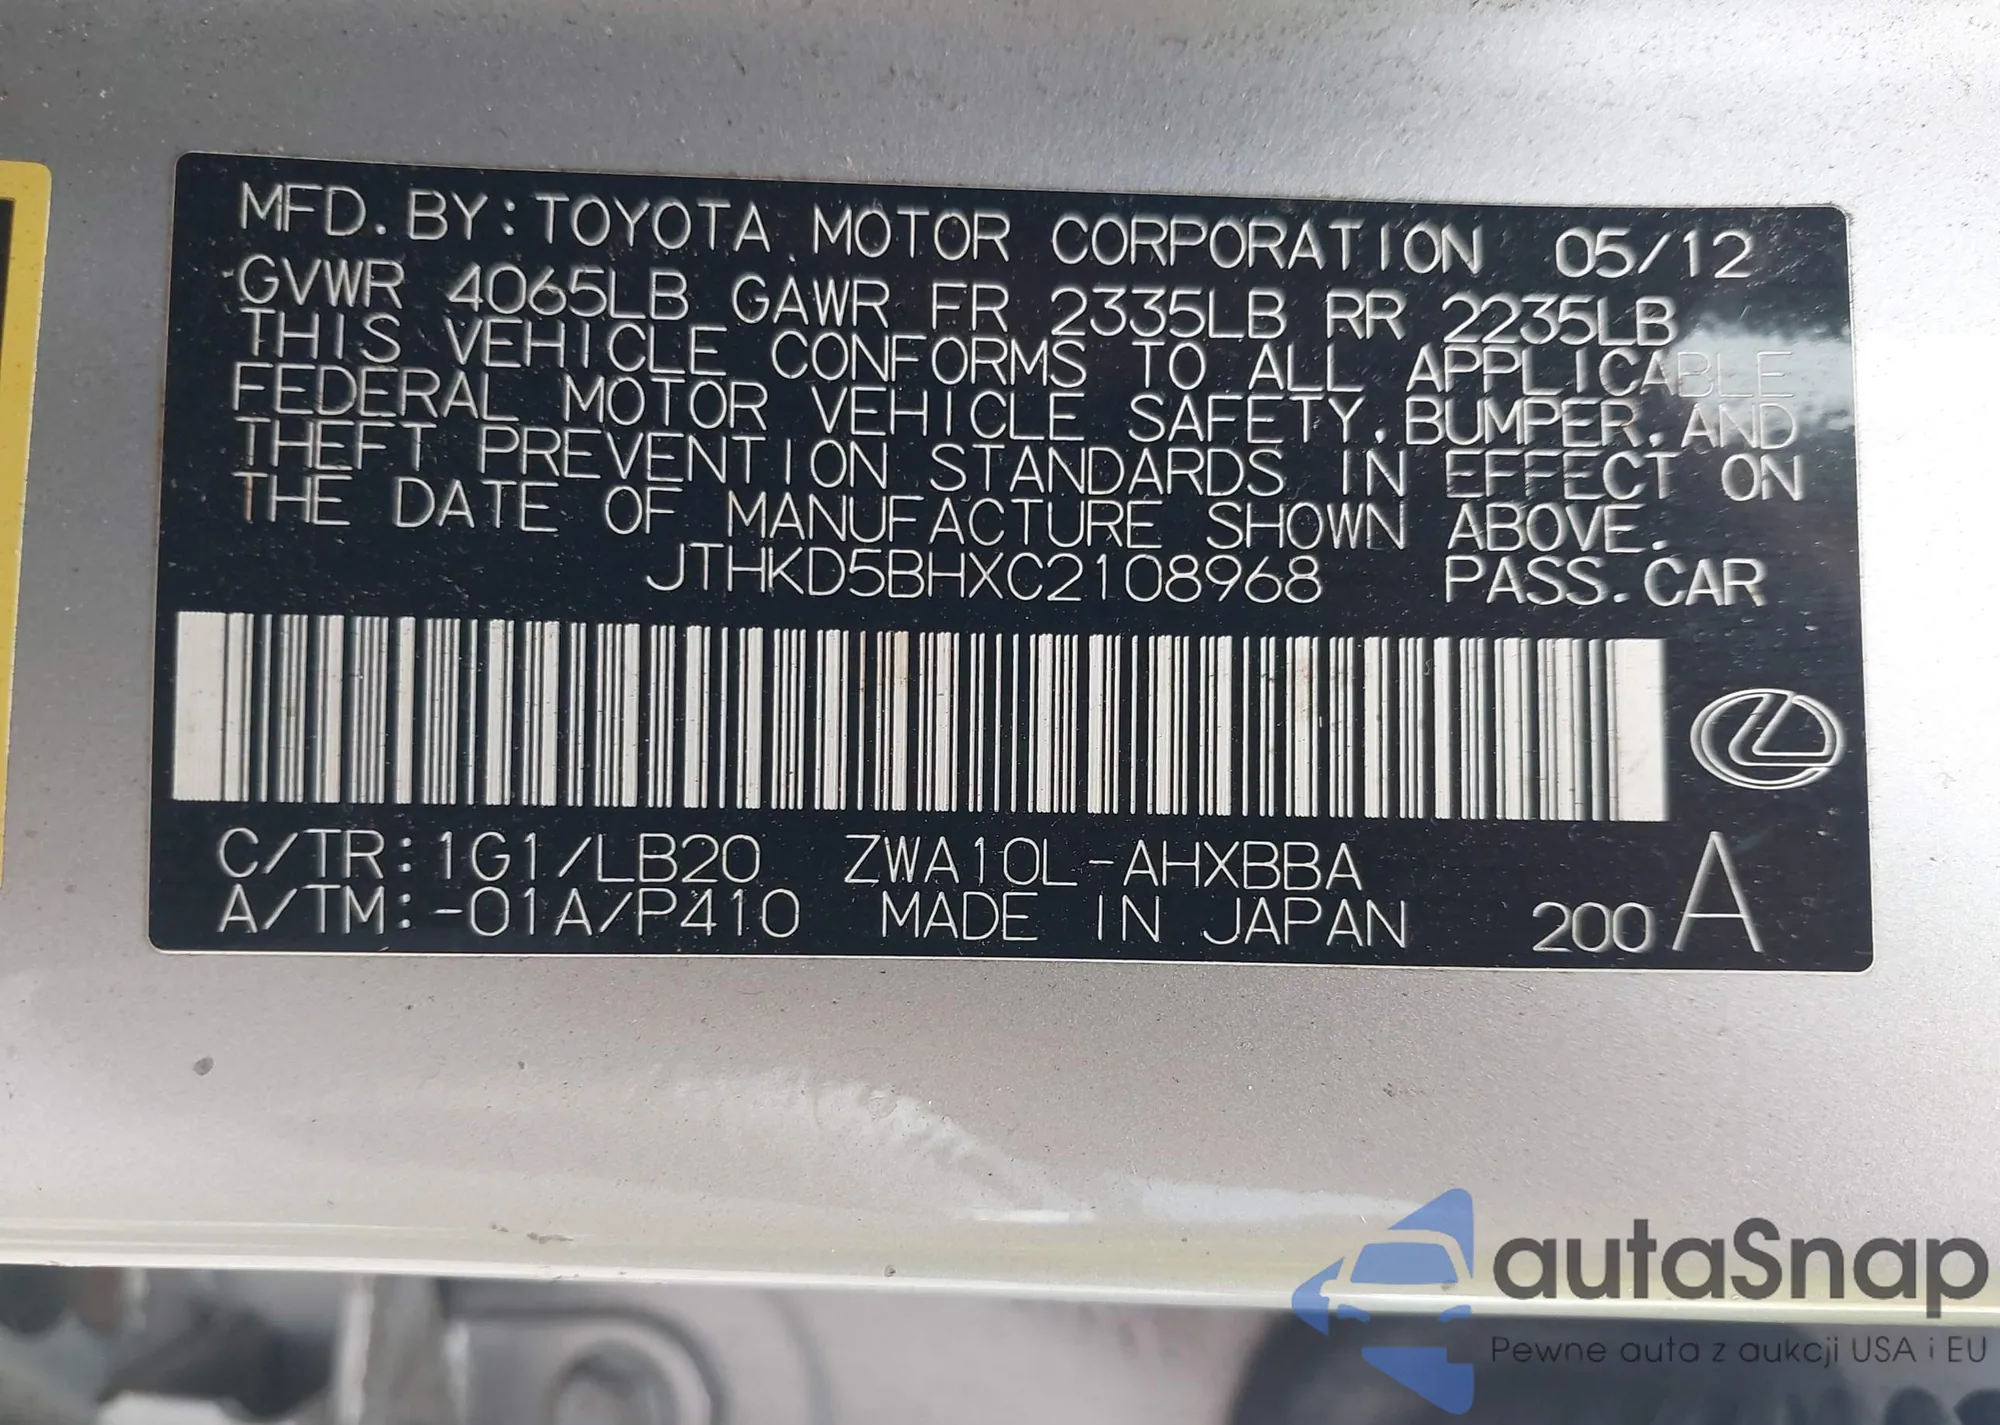 MFD. BY: TOYOTA MOTOR CORPORATION 05/12
GVWR 4065LB GAWR FR 2335LB RR 2235LB
THIS VEHICLE CONFORMS TO ALL APPLICABLE
FEDERAL MOTOR VEHICLE SAFETY, BUMPER, AND
THEFT PREVENTION STANDARDS IN EFFECT ON
THE DATE OF MANUFACTURE SHOWN ABOVE.
JTHKD5BHXC2108968 PASS. CAR
C/TR: 1G1/LB20 ZWA10L-AHXBBA
A/TM: -01A/P410 MADE IN JAPAN 200 A
autaSnap
Pewne auta z aukcji USA i EU